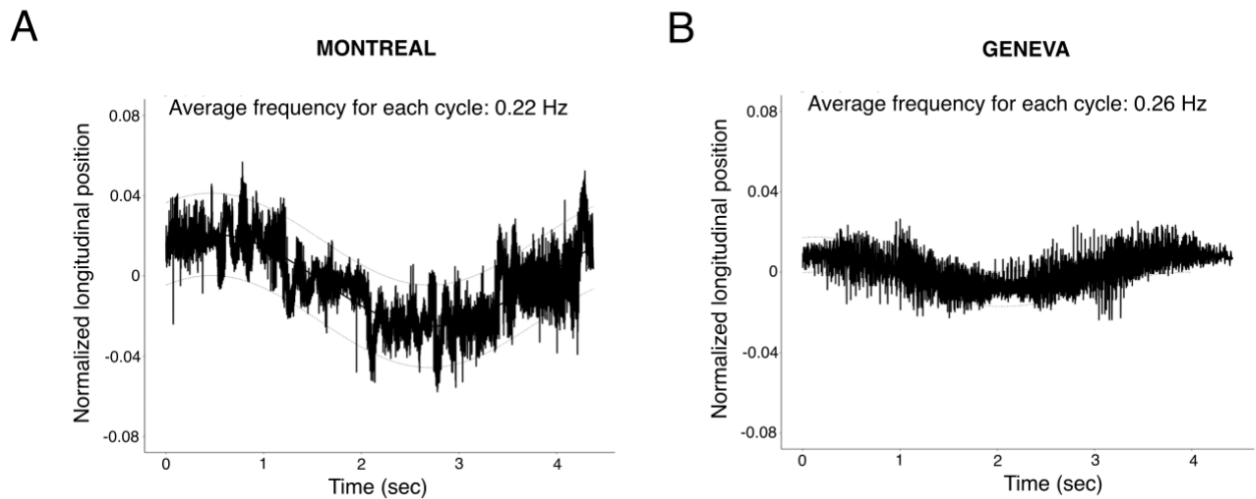 A
MONTREAL
Average frequency for each cycle: 0.22 Hz
Normalized longitudinal position
0.08
0.04
0
-0.04
-0.08
0 1 2 3 4
Time (sec)
B
GENEVA
Average frequency for each cycle: 0.26 Hz
Normalized longitudinal position
0.08
0.04
0
-0.04
-0.08
0 1 2 3 4
Time (sec)